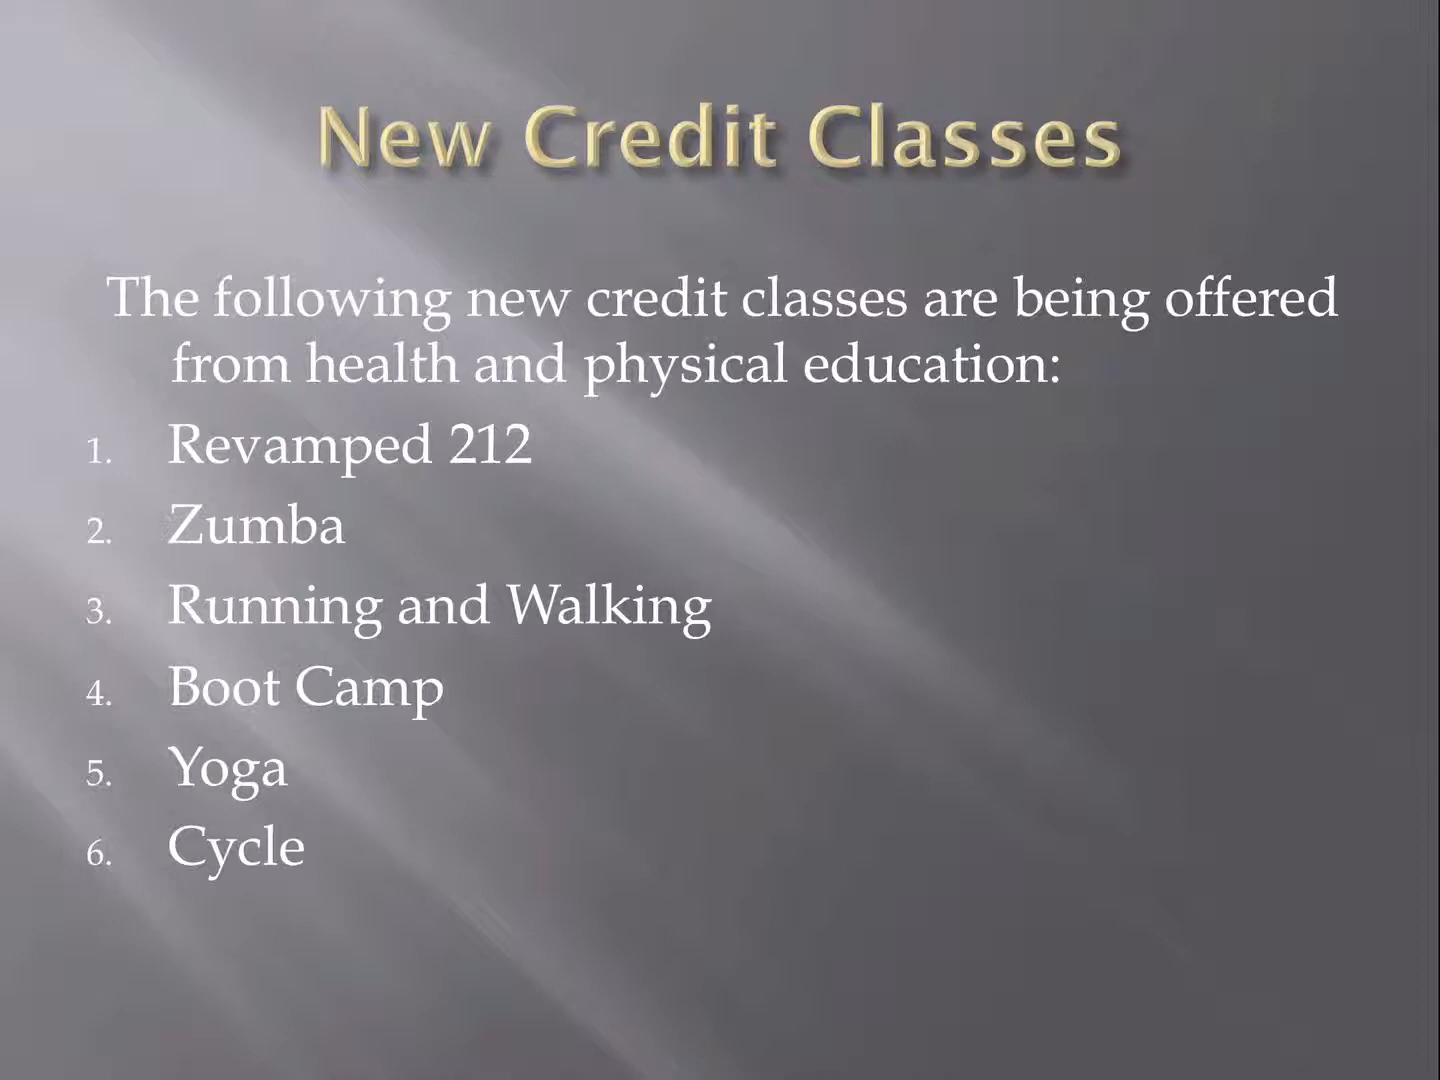 New Credit Classes
The following new credit classes are being offered
from health and physical education:
1. Revamped 212
2. Zumba
3. Running and Walking
4. Boot Camp
5. Yoga
6. Cycle